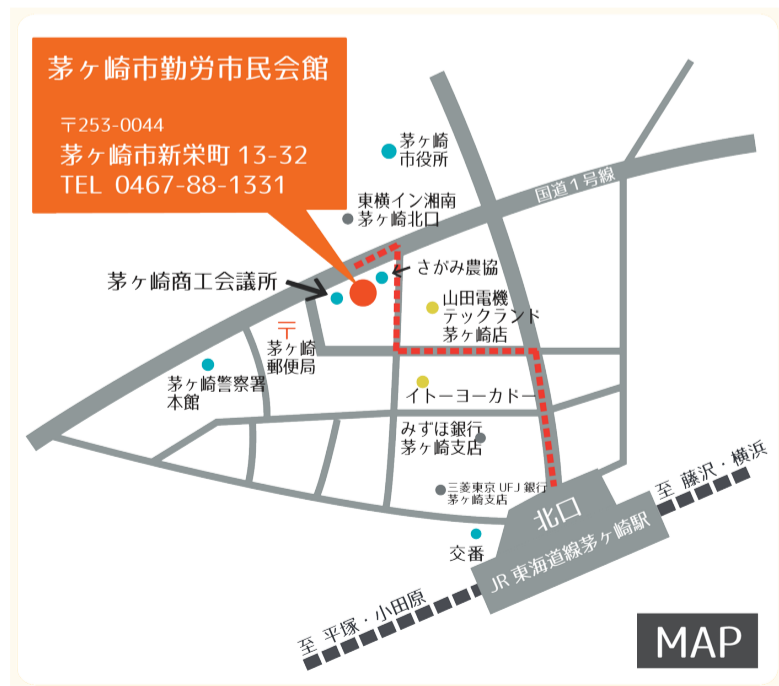 茅ヶ崎市勤労市民会館
〒253-0044
茅ヶ崎市新栄町 13-32
TEL 0467-88-1331
茅ヶ崎
市役所
国道1号線
東横イン湘南
茅ヶ崎北口
さがみ農協
茅ヶ崎商工会議所
山田電機
テックランド
茅ヶ崎店
〒
茅ヶ崎
郵便局
茅ヶ崎警察署
本館
イトーヨーカドー
みずほ銀行
茅ヶ崎支店
三菱東京UFJ銀行
茅ヶ崎支店
北口
至 藤沢・横浜
JR東海道線茅ヶ崎駅
交番
至 平塚・小田原
MAP